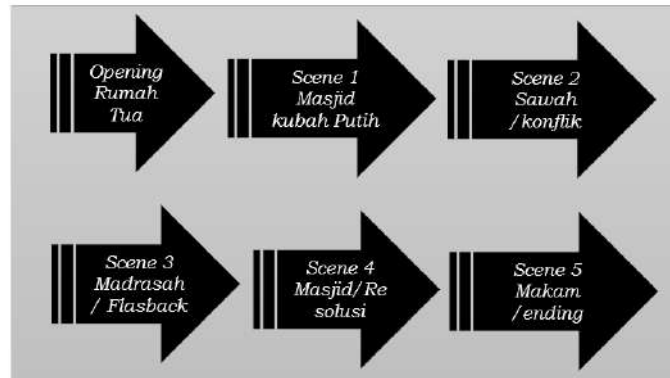 Opening
Rumah
Tua
Scene 1
Masjid
kubah Putih
Scene 2
Sawah
/konflik
Scene 3
Madrasah
/ Flasback
Scene 4
Masjid/Re
solusi
Scene 5
Makam
/ending